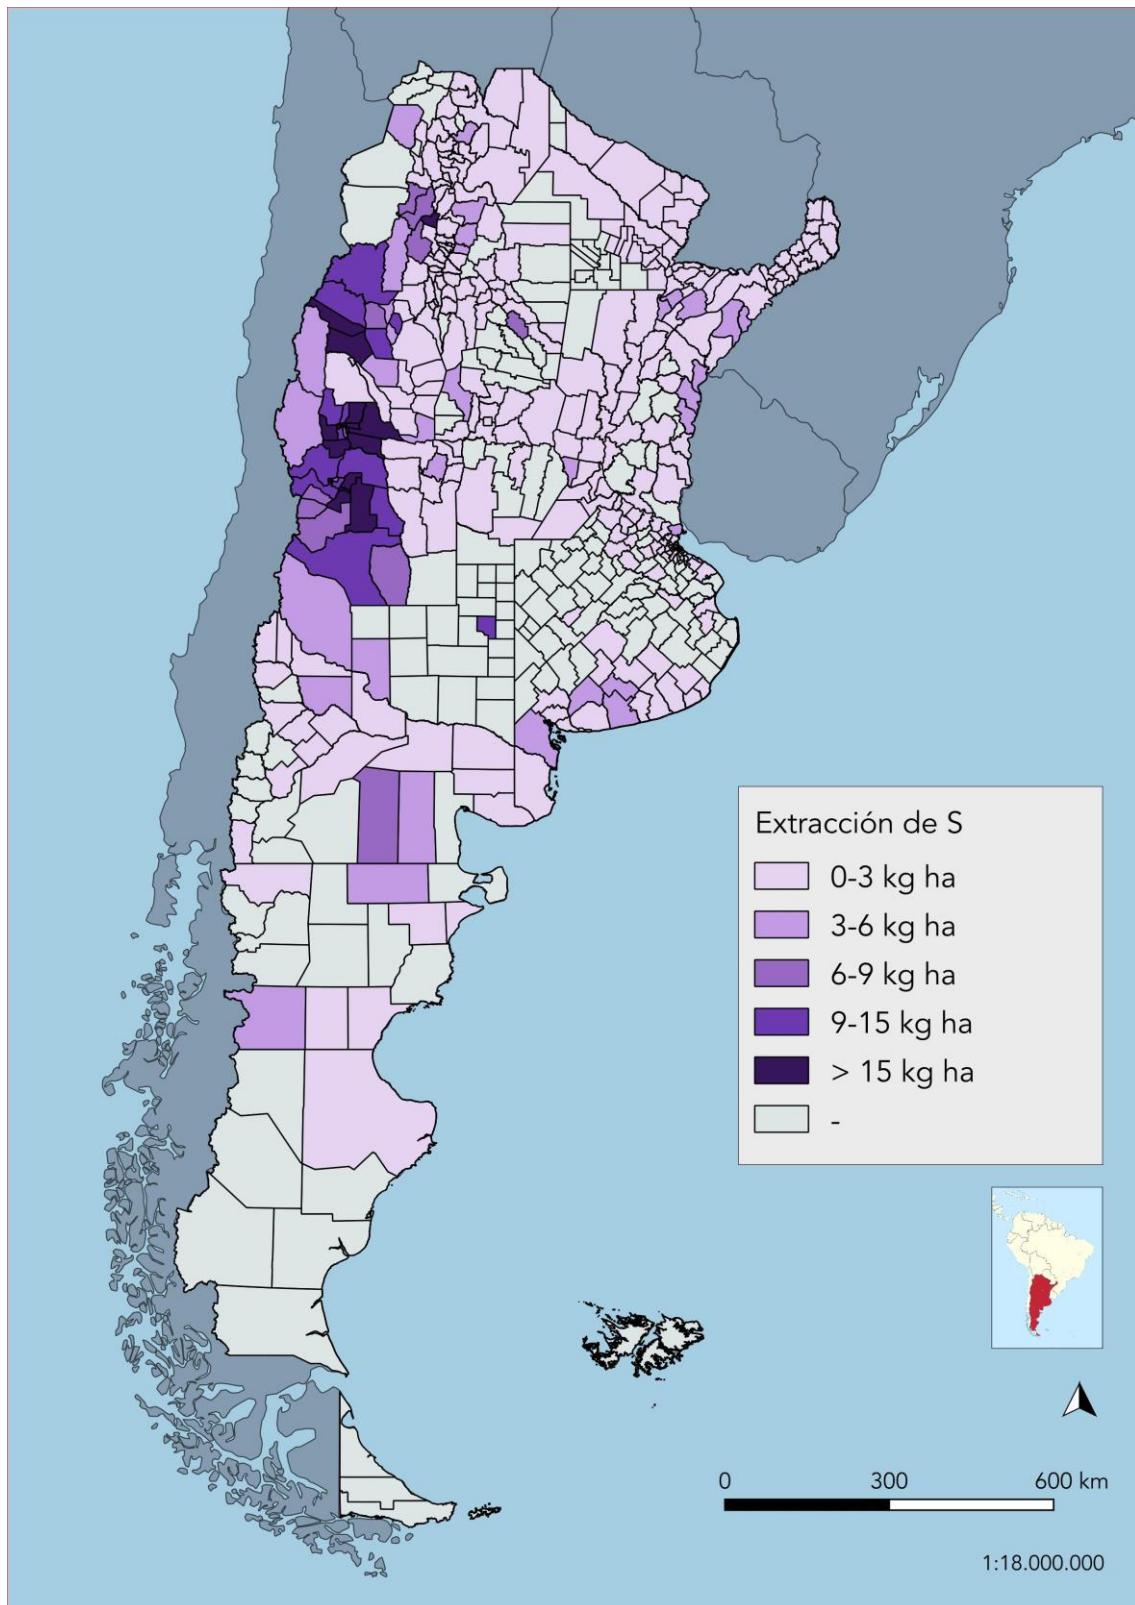 Extracción de S
0-3 kg ha
3-6 kg ha
6-9 kg ha
9-15 kg ha
> 15 kg ha
-
0 300 600 km
1:18.000.000